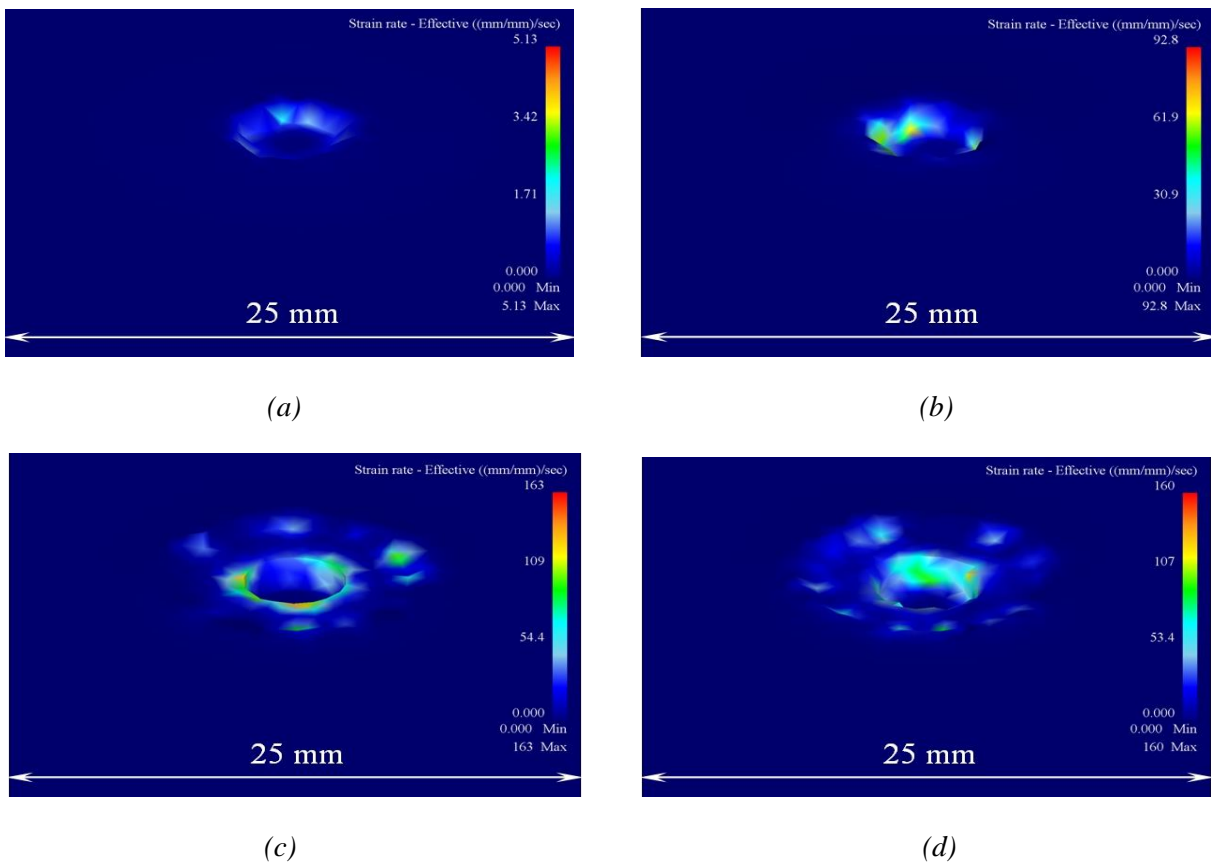 Strain rate - Effective ((mm/mm)/sec)
5.13
3.42
1.71
0.000
0.000 Min
5.13 Max
25 mm
(a)
Strain rate - Effective ((mm/mm)/sec)
92.8
61.9
30.9
0.000
0.000 Min
92.8 Max
25 mm
(b)
Strain rate - Effective ((mm/mm)/sec)
163
109
54.4
0.000
0.000 Min
163 Max
25 mm
(c)
Strain rate - Effective ((mm/mm)/sec)
160
107
53.4
0.000
0.000 Min
160 Max
25 mm
(d)